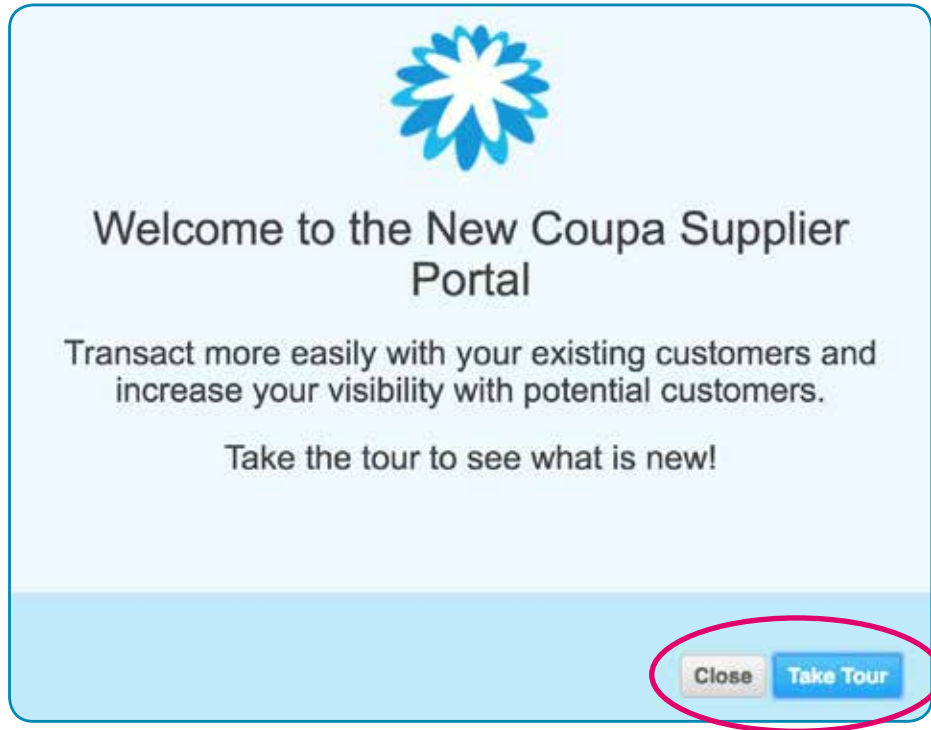 Welcome to the New Coupa Supplier
Portal
Transact more easily with your existing customers and
increase your visibility with potential customers.
Take the tour to see what is new!
Close Take Tour